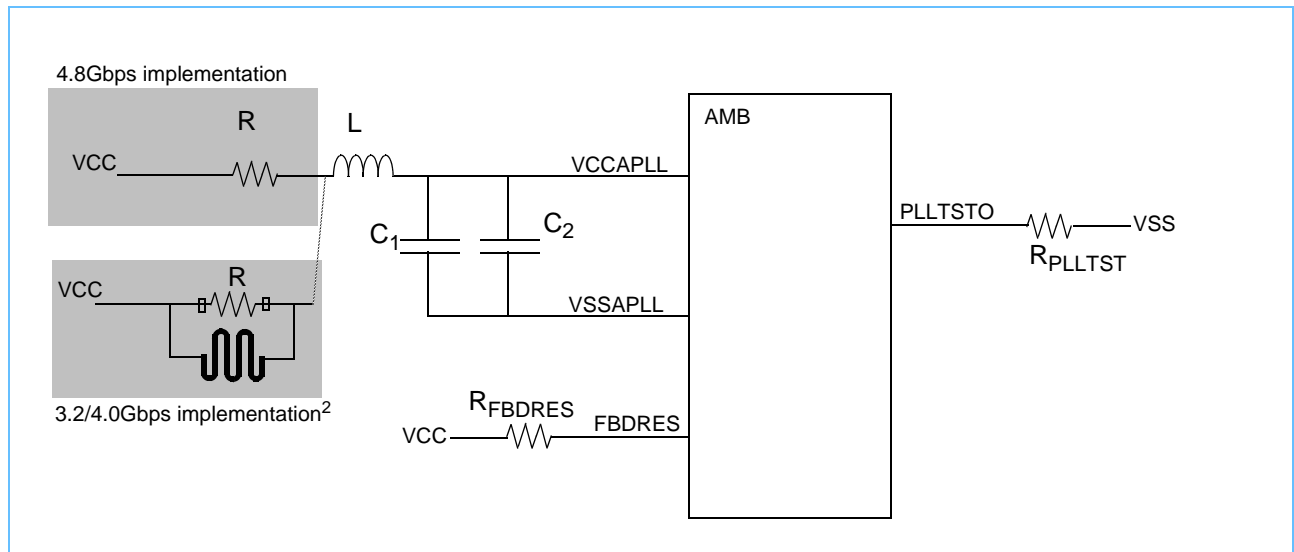 4.8Gbps implementation
R
L
VCC
VCCAPLL
AMB
PLLTSTO
VSS
RPLLTST
C1
C2
VCC
R
VSSAPLL
3.2/4.0Gbps implementation2
RFBDRES
VCC
FBDRES